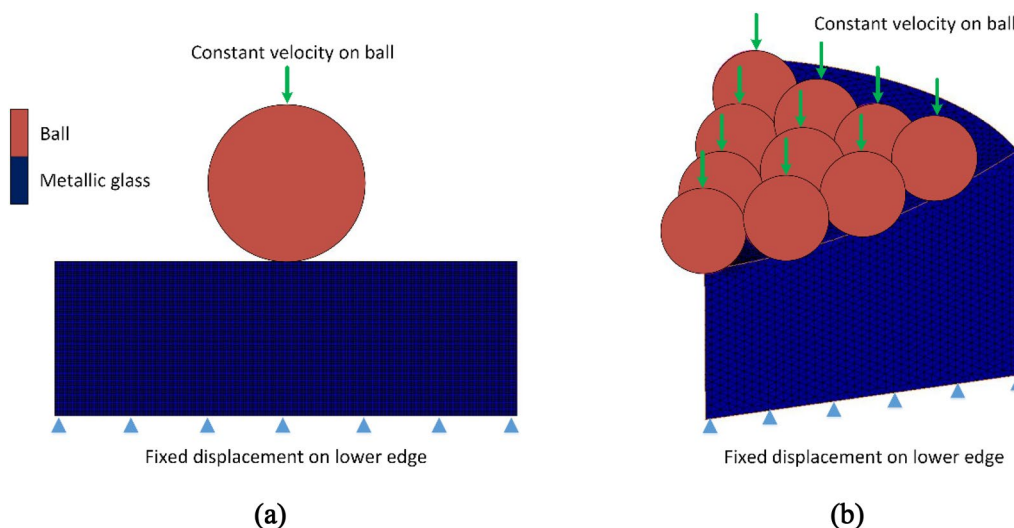 Constant velocity on ball
Ball
Metallic glass
Fixed displacement on lower edge
(a)
Constant velocity on ball
Fixed displacement on lower edge
(b)